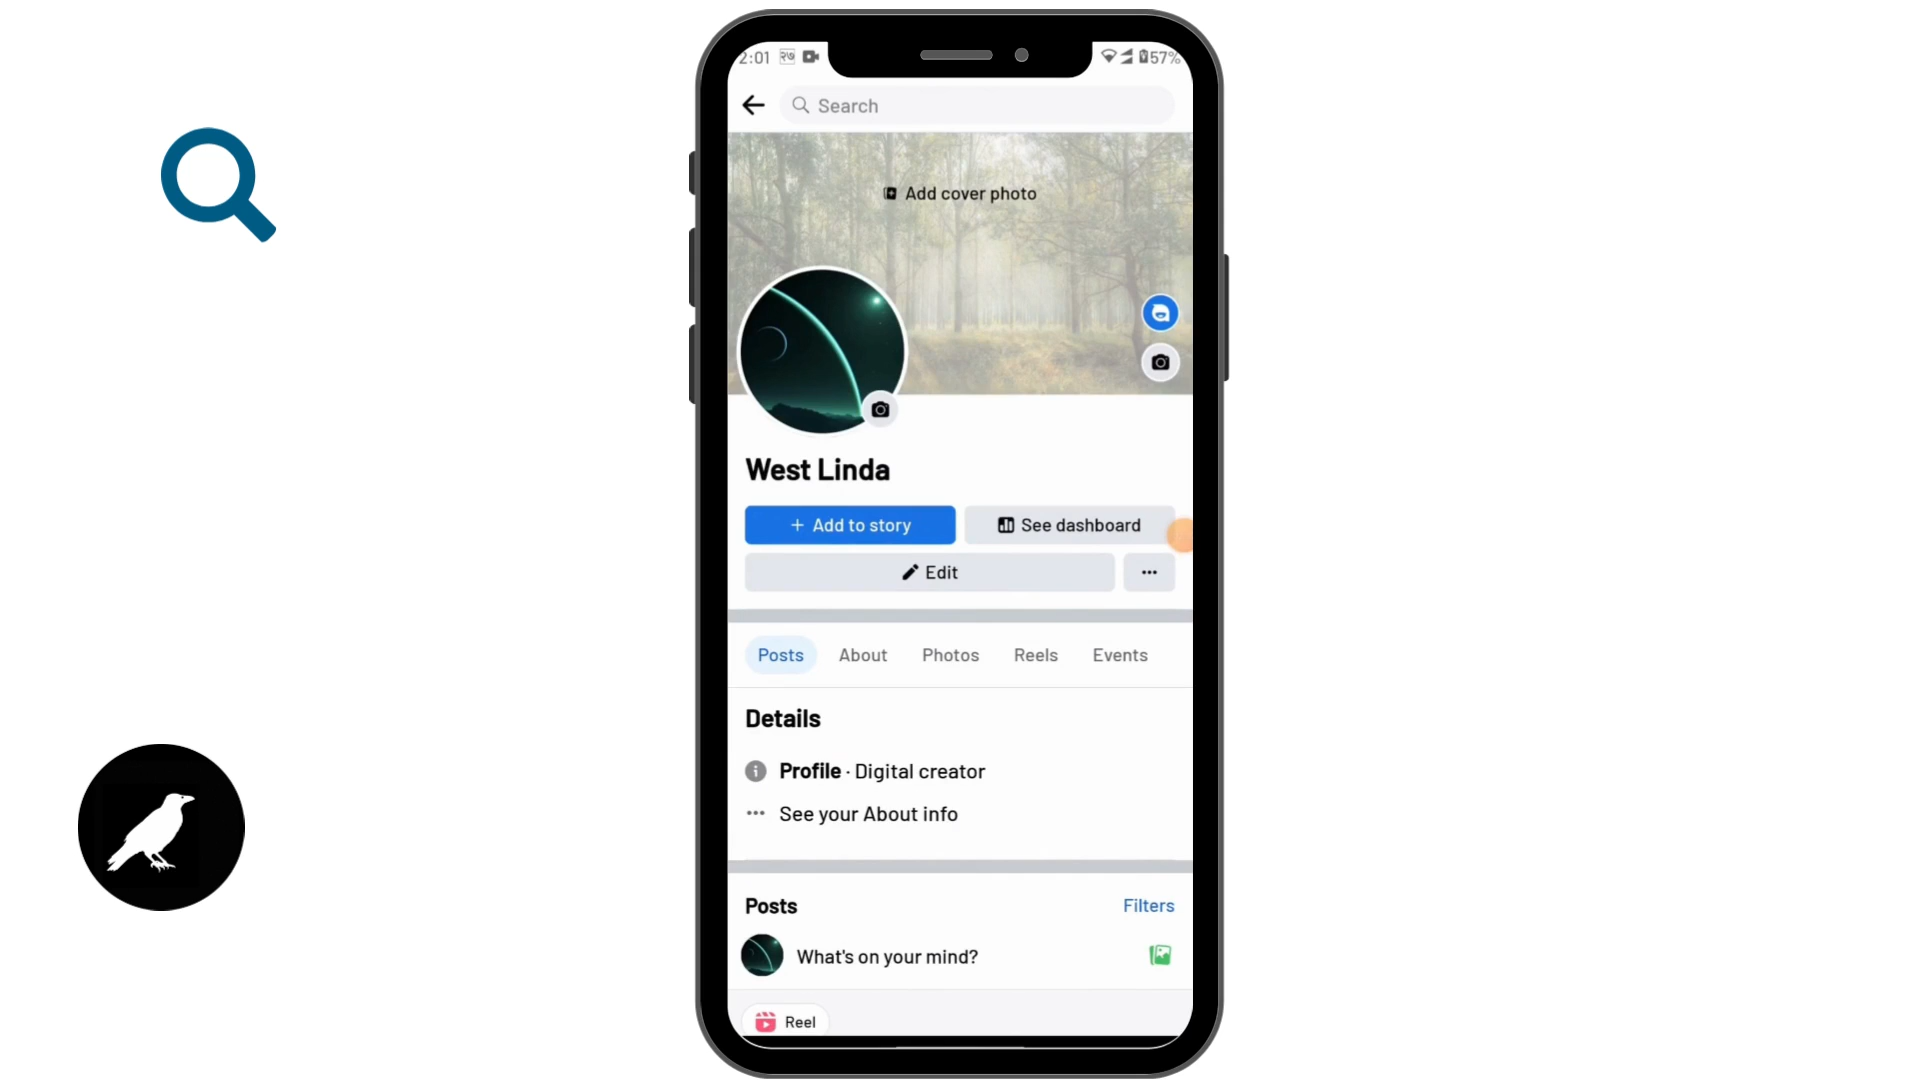 2:01 २७ 57%
Search
Add cover photo
West Linda
+ Add to story
See dashboard
Edit
Posts About Photos Reels Events
Details
Profile · Digital creator
See your About info
Posts
Filters
What's on your mind?
Reel